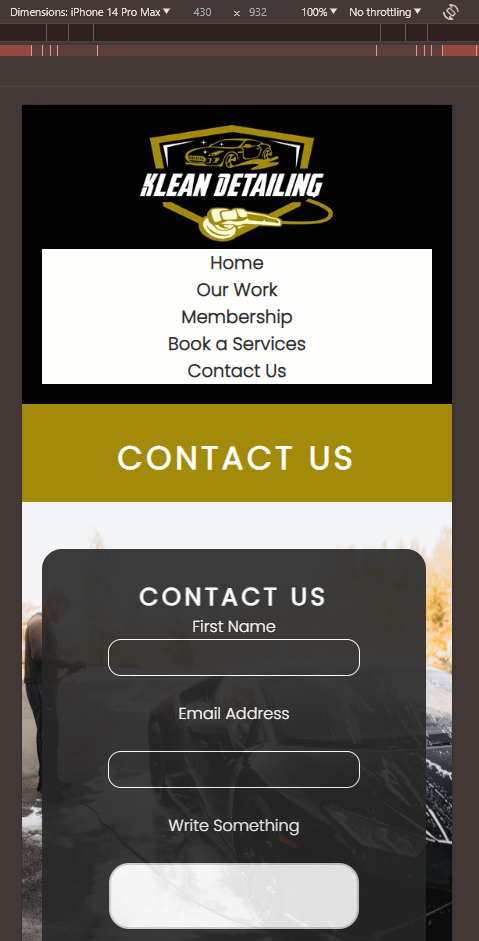 Dimensions: iPhone 14 Pro Max ▼ 430 × 932 100% ▼ No throttling ▼
KLEAN DETAILING
Home
Our Work
Membership
Book a Services
Contact Us
CONTACT US
CONTACT US
First Name
Email Address
Write Something